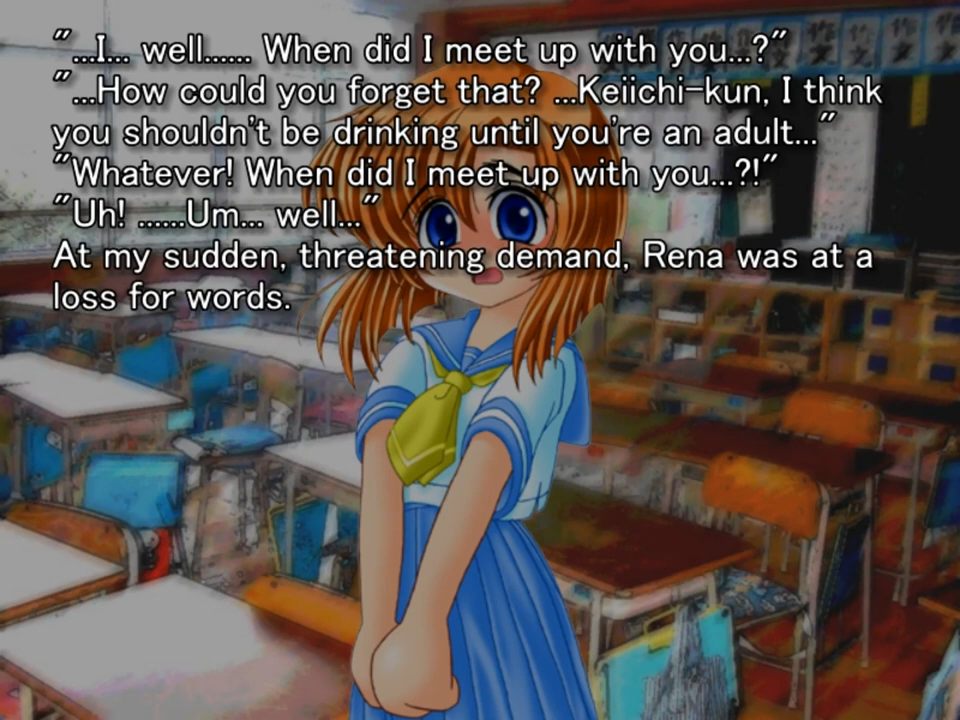 "...I... well...... When did I meet up with you...?"
"...How could you forget that? ...Keiichi-kun, I think
you shouldn't be drinking until you're an adult..."
"Whatever! When did I meet up with you...?!"
"Uh! ......Um... well..."
At my sudden, threatening demand, Rena was at a
loss for words.